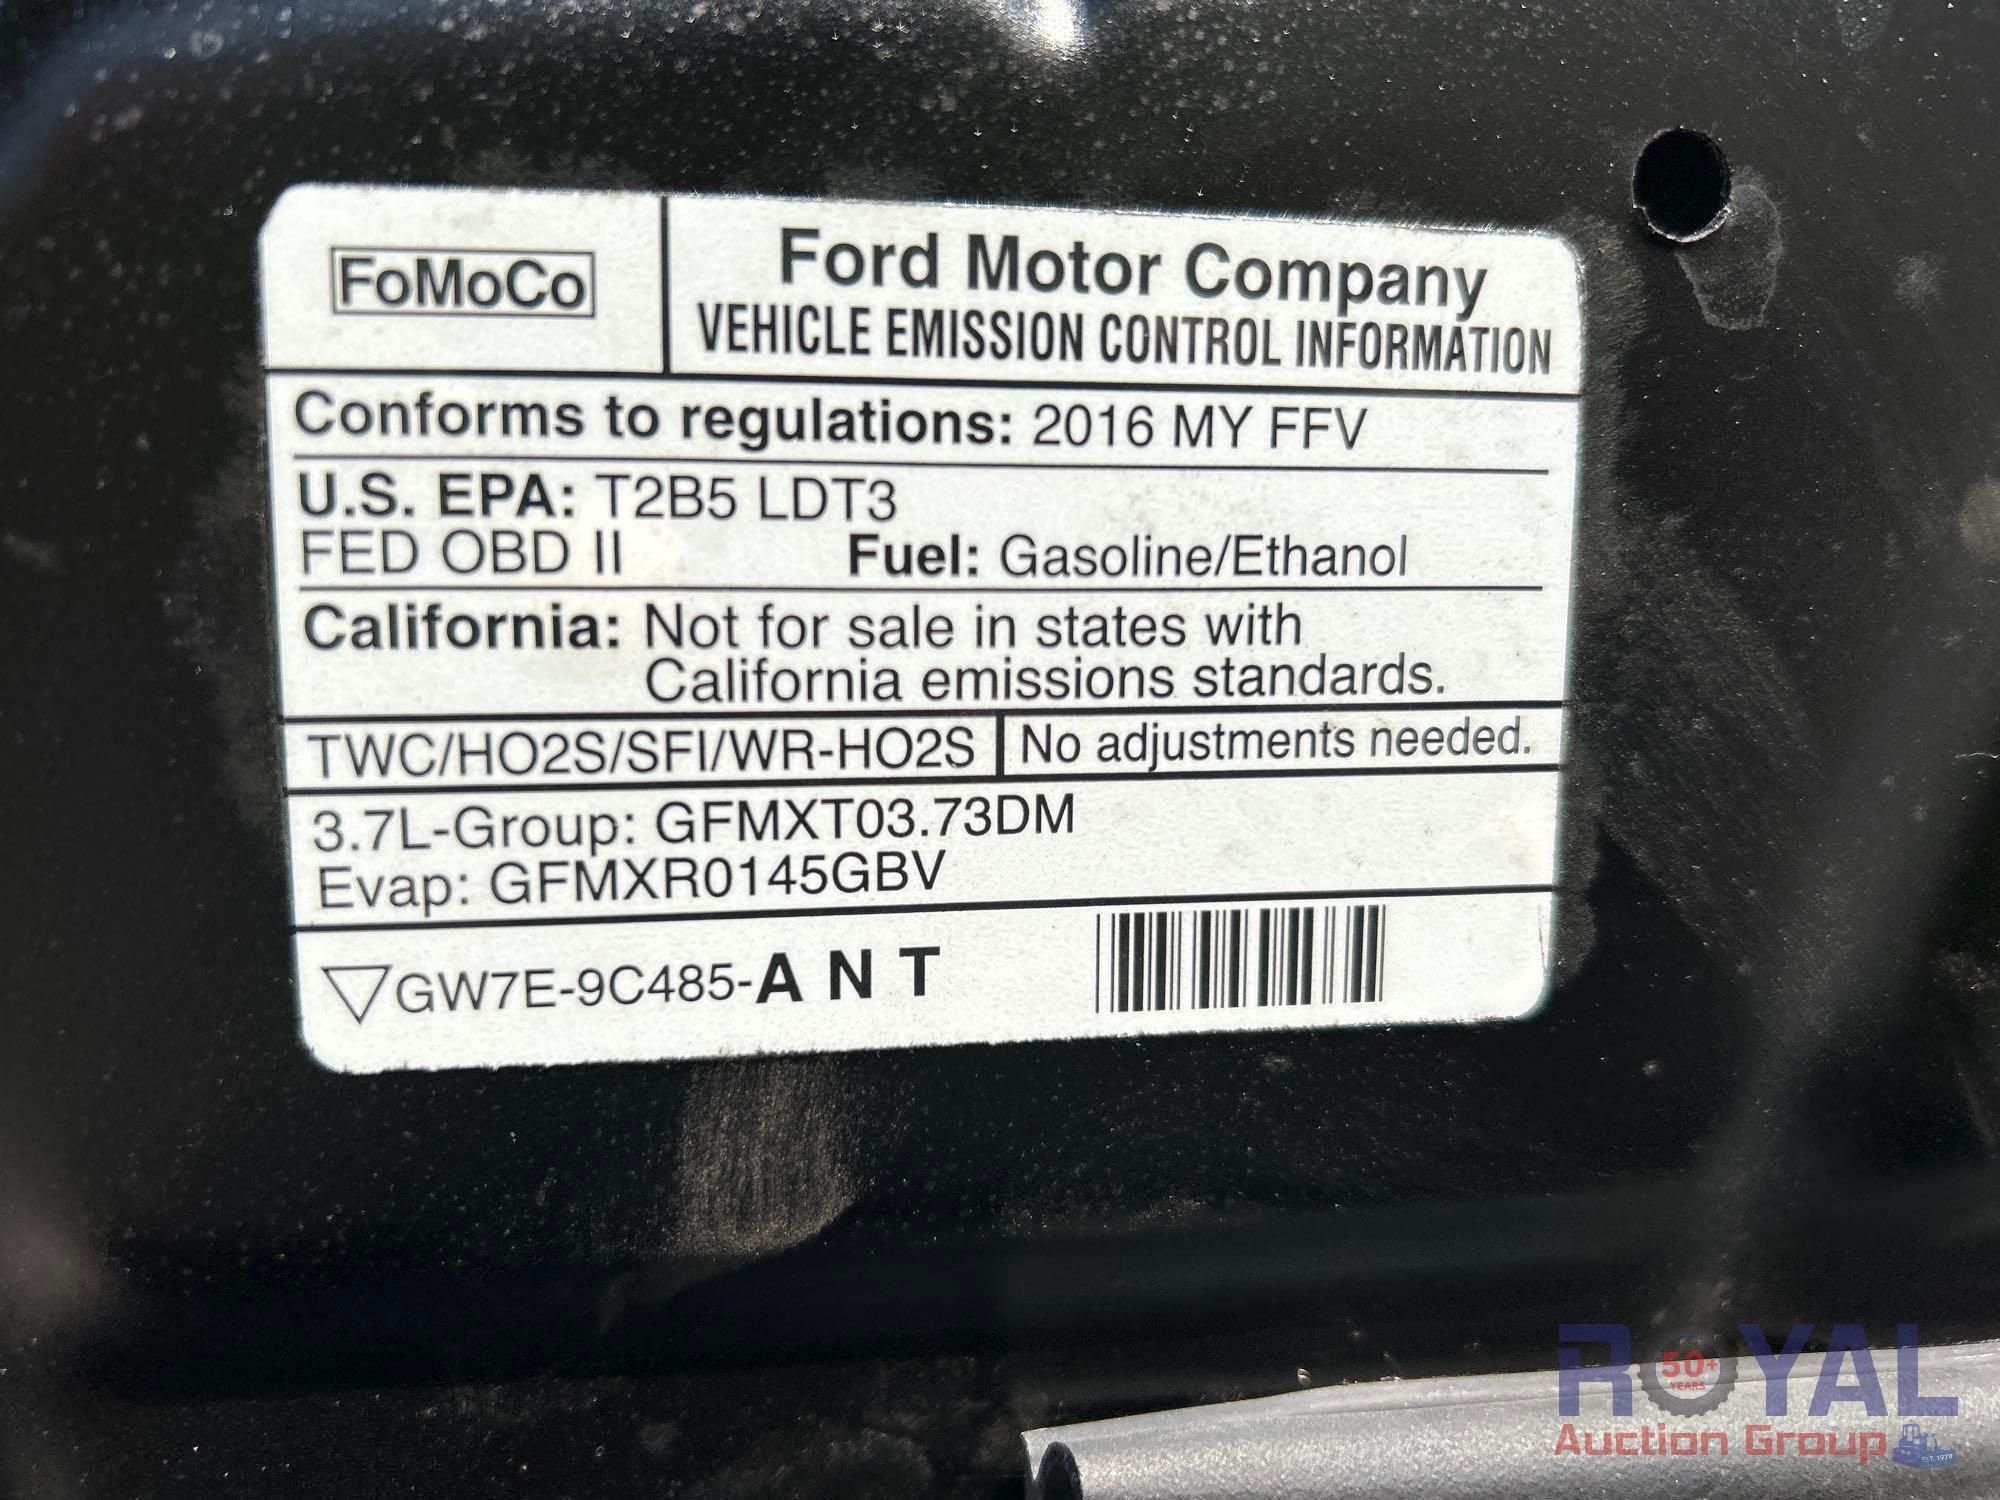 FoMoCo
Ford Motor Company
VEHICLE EMISSION CONTROL INFORMATION
Conforms to regulations: 2016 MY FFV
U.S. EPA: T2B5 LDT3
FED OBD II Fuel: Gasoline/Ethanol
California: Not for sale in states with
California emissions standards.
TWC/HO2S/SFI/WR-HO2S No adjustments needed.
3.7L-Group: GFMXT03.73DM
Evap: GFMXR0145GBV
GW7E-9C485-A N T
ROYAL
50+
YEARS
Auction Group
EST. 1970